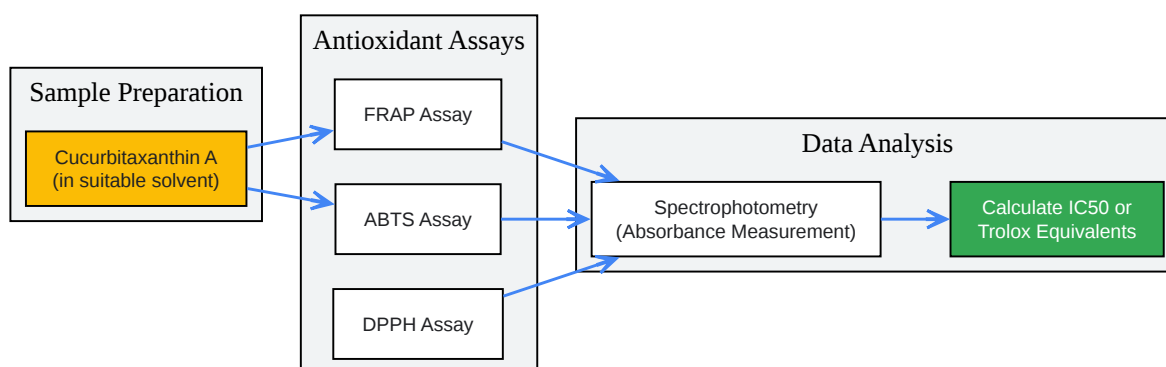 Sample Preparation
Cucurbitaxanthin A
(in suitable solvent)
Antioxidant Assays
FRAP Assay
ABTS Assay
DPPH Assay
Data Analysis
Spectrophotometry
(Absorbance Measurement)
Calculate IC50 or
Trolox Equivalents